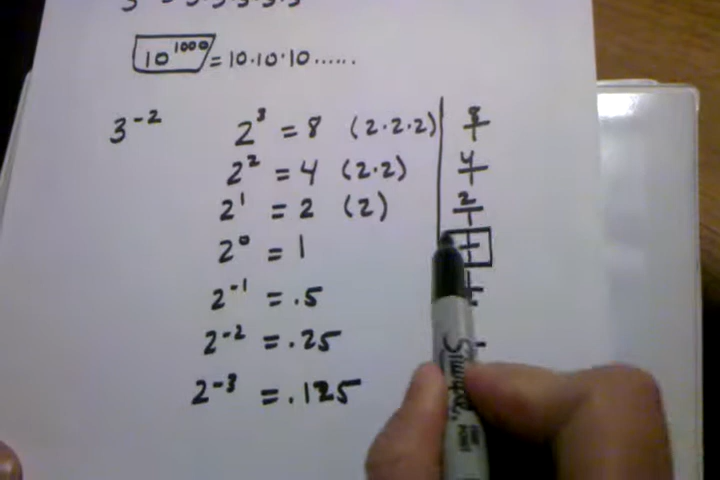 10^1000 = 10·10·10......
3^-2
2^3 = 8 (2·2·2) 8/1
2^2 = 4 (2·2) 4/1
2^1 = 2 (2) 2/1
2^0 = 1
2^-1 = .5
2^-2 = .25
2^-3 = .125
Sharpie